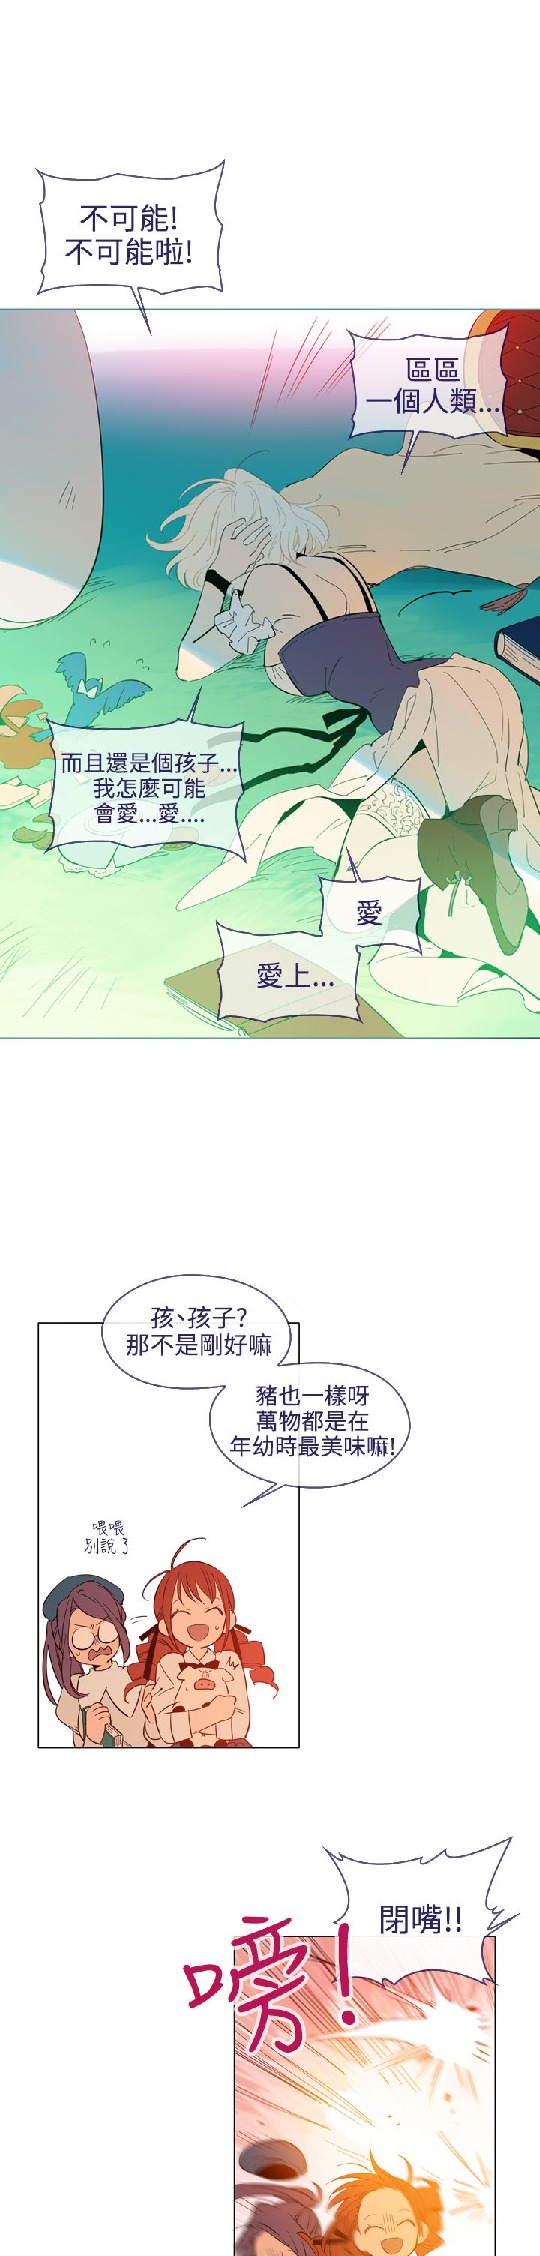 不可能!
不可能啦!
區區
一個人類...
而且還是個孩子...
我怎麼可能
會愛...愛....
愛
愛上...
孩、孩子?
那不是剛好嘛
豬也一樣呀
萬物都是在
年幼時最美味嘛!
喂喂
別說了
閉嘴!!
嗙!